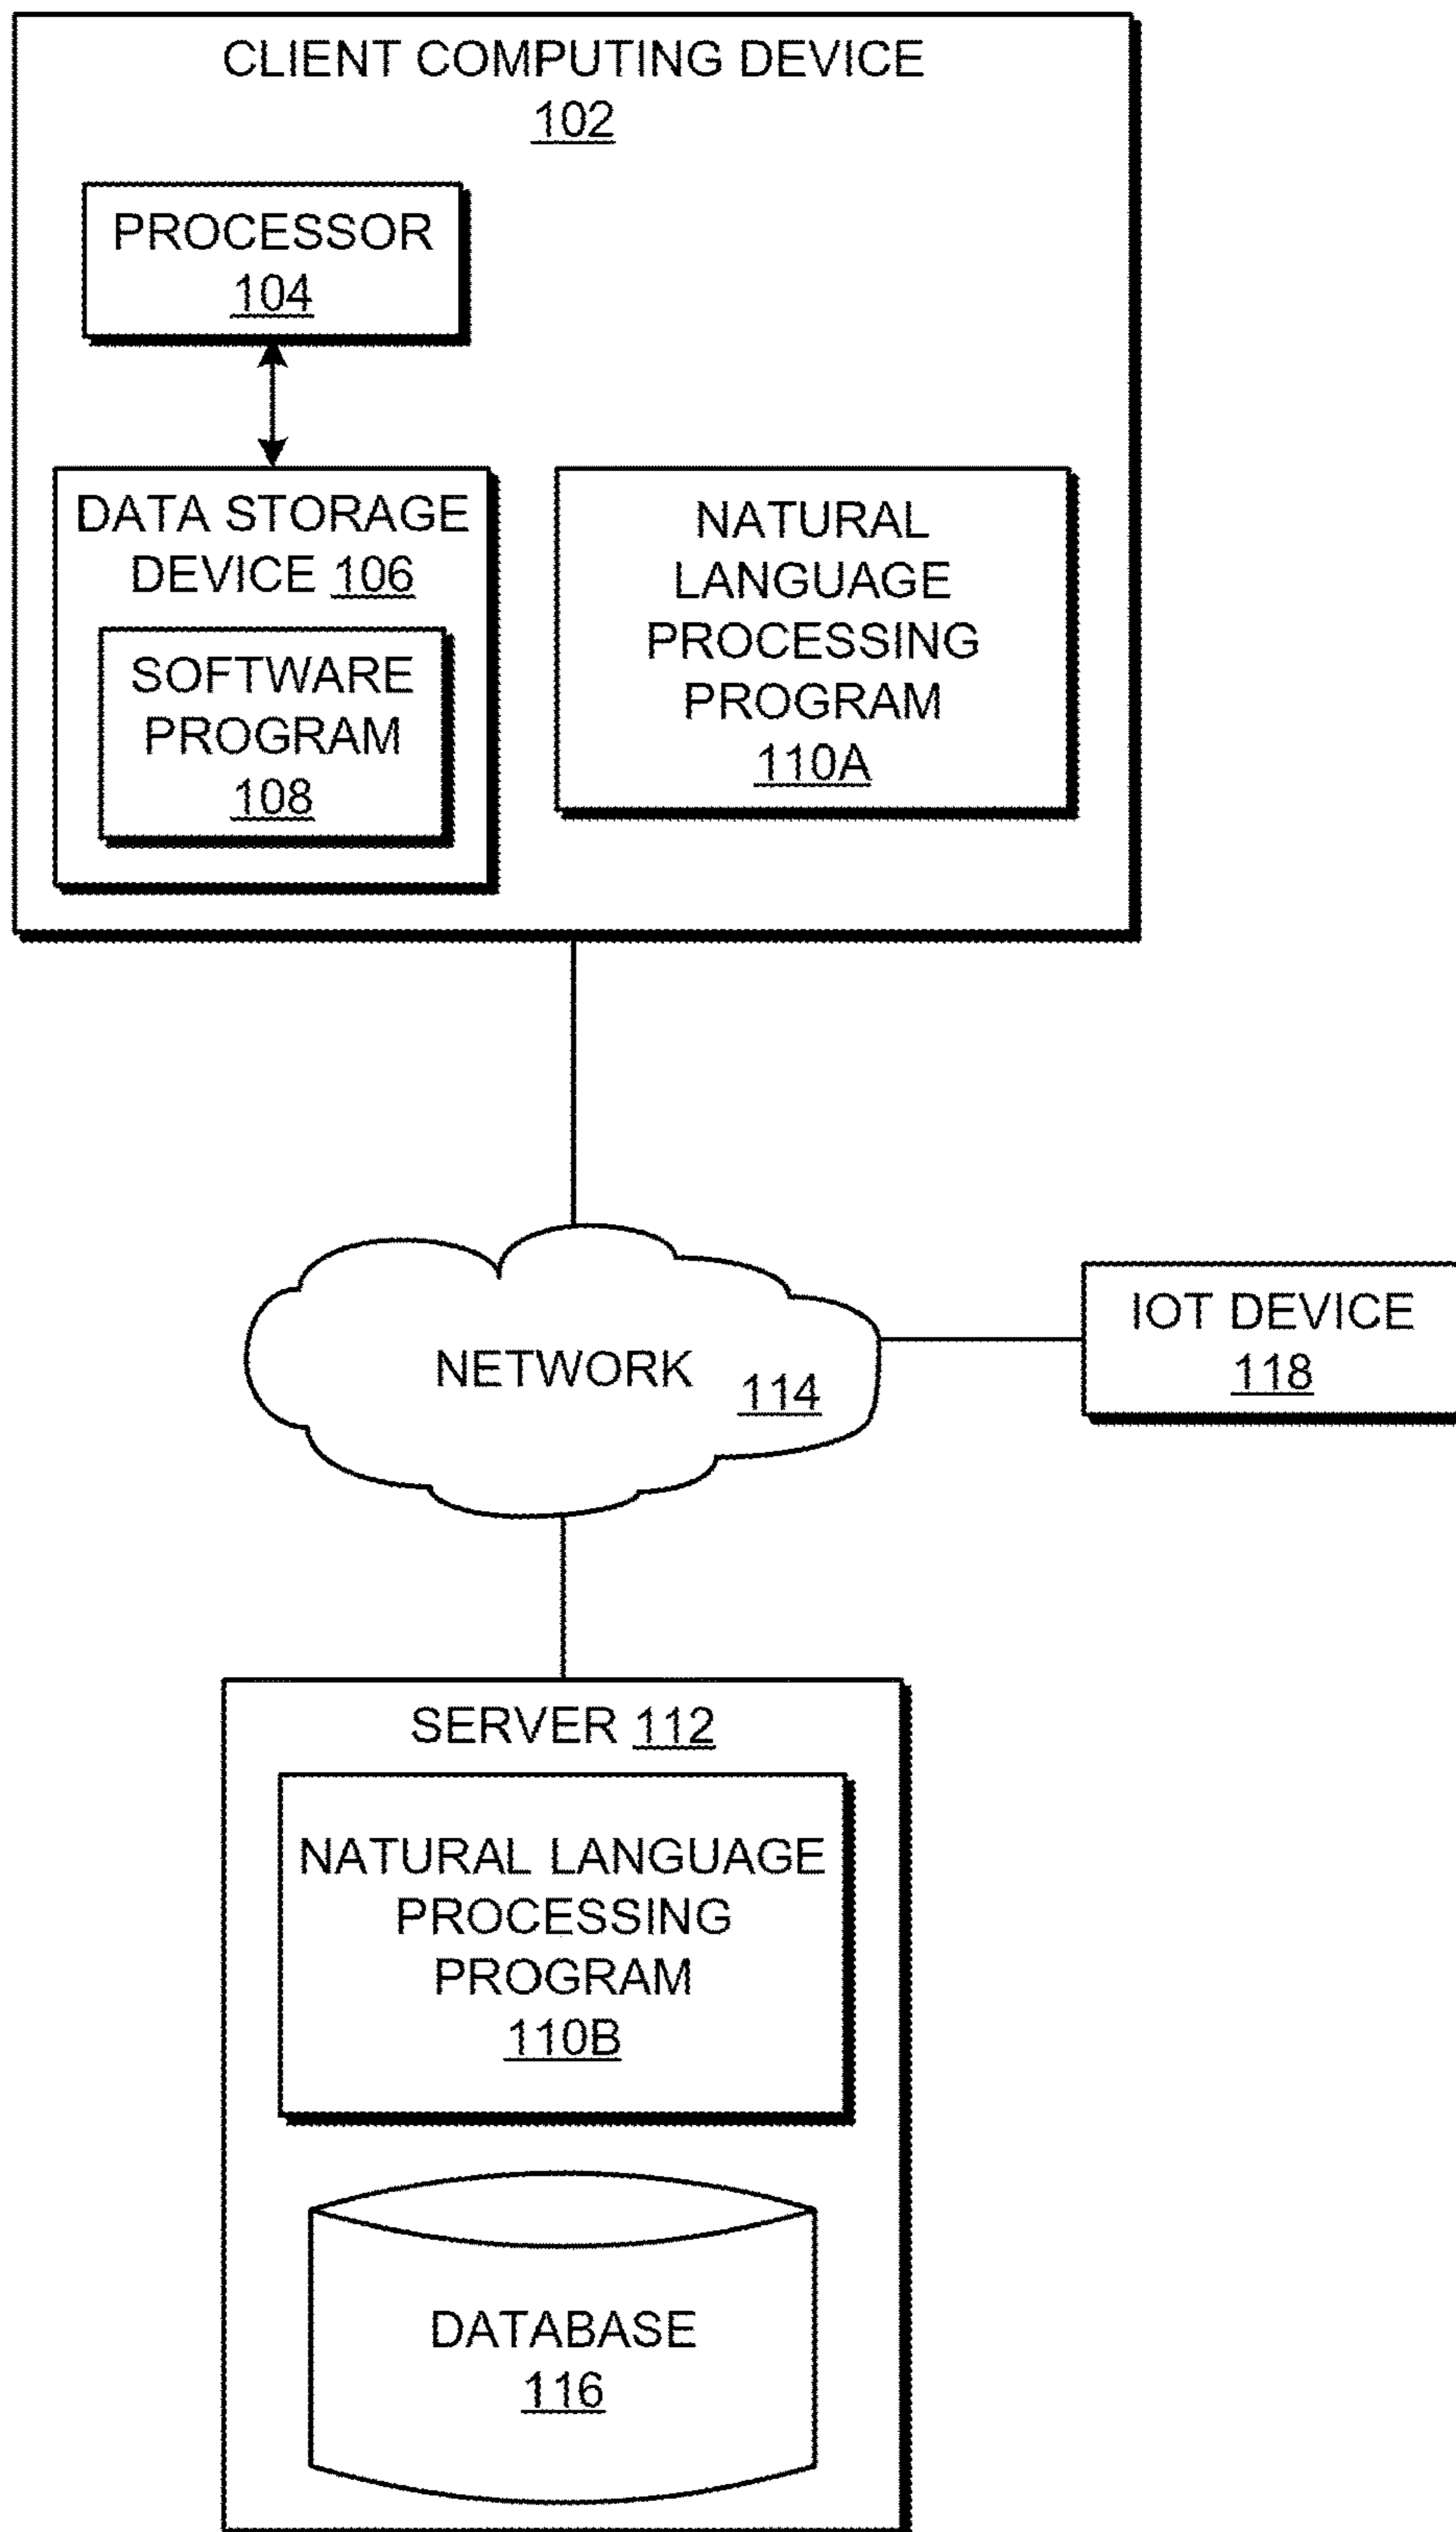 CLIENT COMPUTING DEVICE
102
PROCESSOR
104
DATA STORAGE
DEVICE 106
SOFTWARE
PROGRAM
108
NATURAL
LANGUAGE
PROCESSING
PROGRAM
110A
NETWORK 114
IOT DEVICE
118
SERVER 112
NATURAL LANGUAGE
PROCESSING
PROGRAM
110B
DATABASE
116